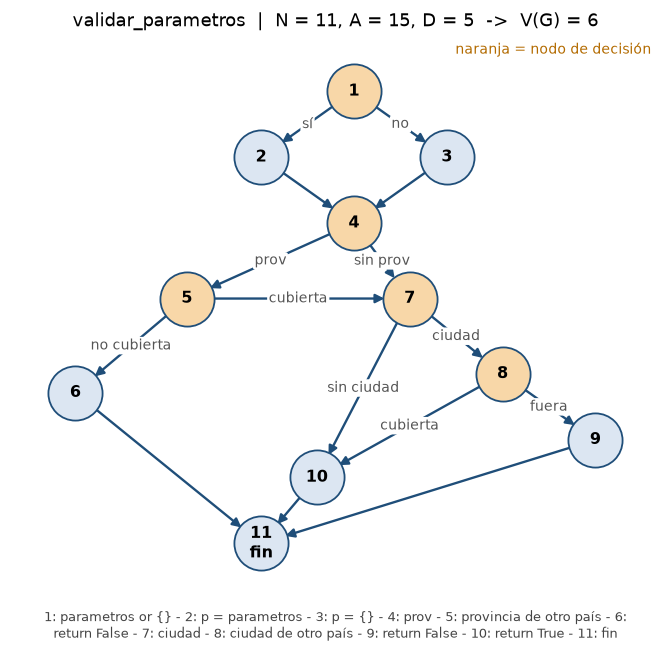 validar_parametros | N = 11, A = 15, D = 5 -> V(G) = 6
naranja = nodo de decisión
1
sí
no
2
3
4
prov
sin prov
5
cubierta
7
no cubierta
ciudad
8
sin ciudad
6
fuera
cubierta
9
10
11
fin
1: parametros or {} - 2: p = parametros - 3: p = {} - 4: prov - 5: provincia de otro país - 6:
return False - 7: ciudad - 8: ciudad de otro país - 9: return False - 10: return True - 11: fin